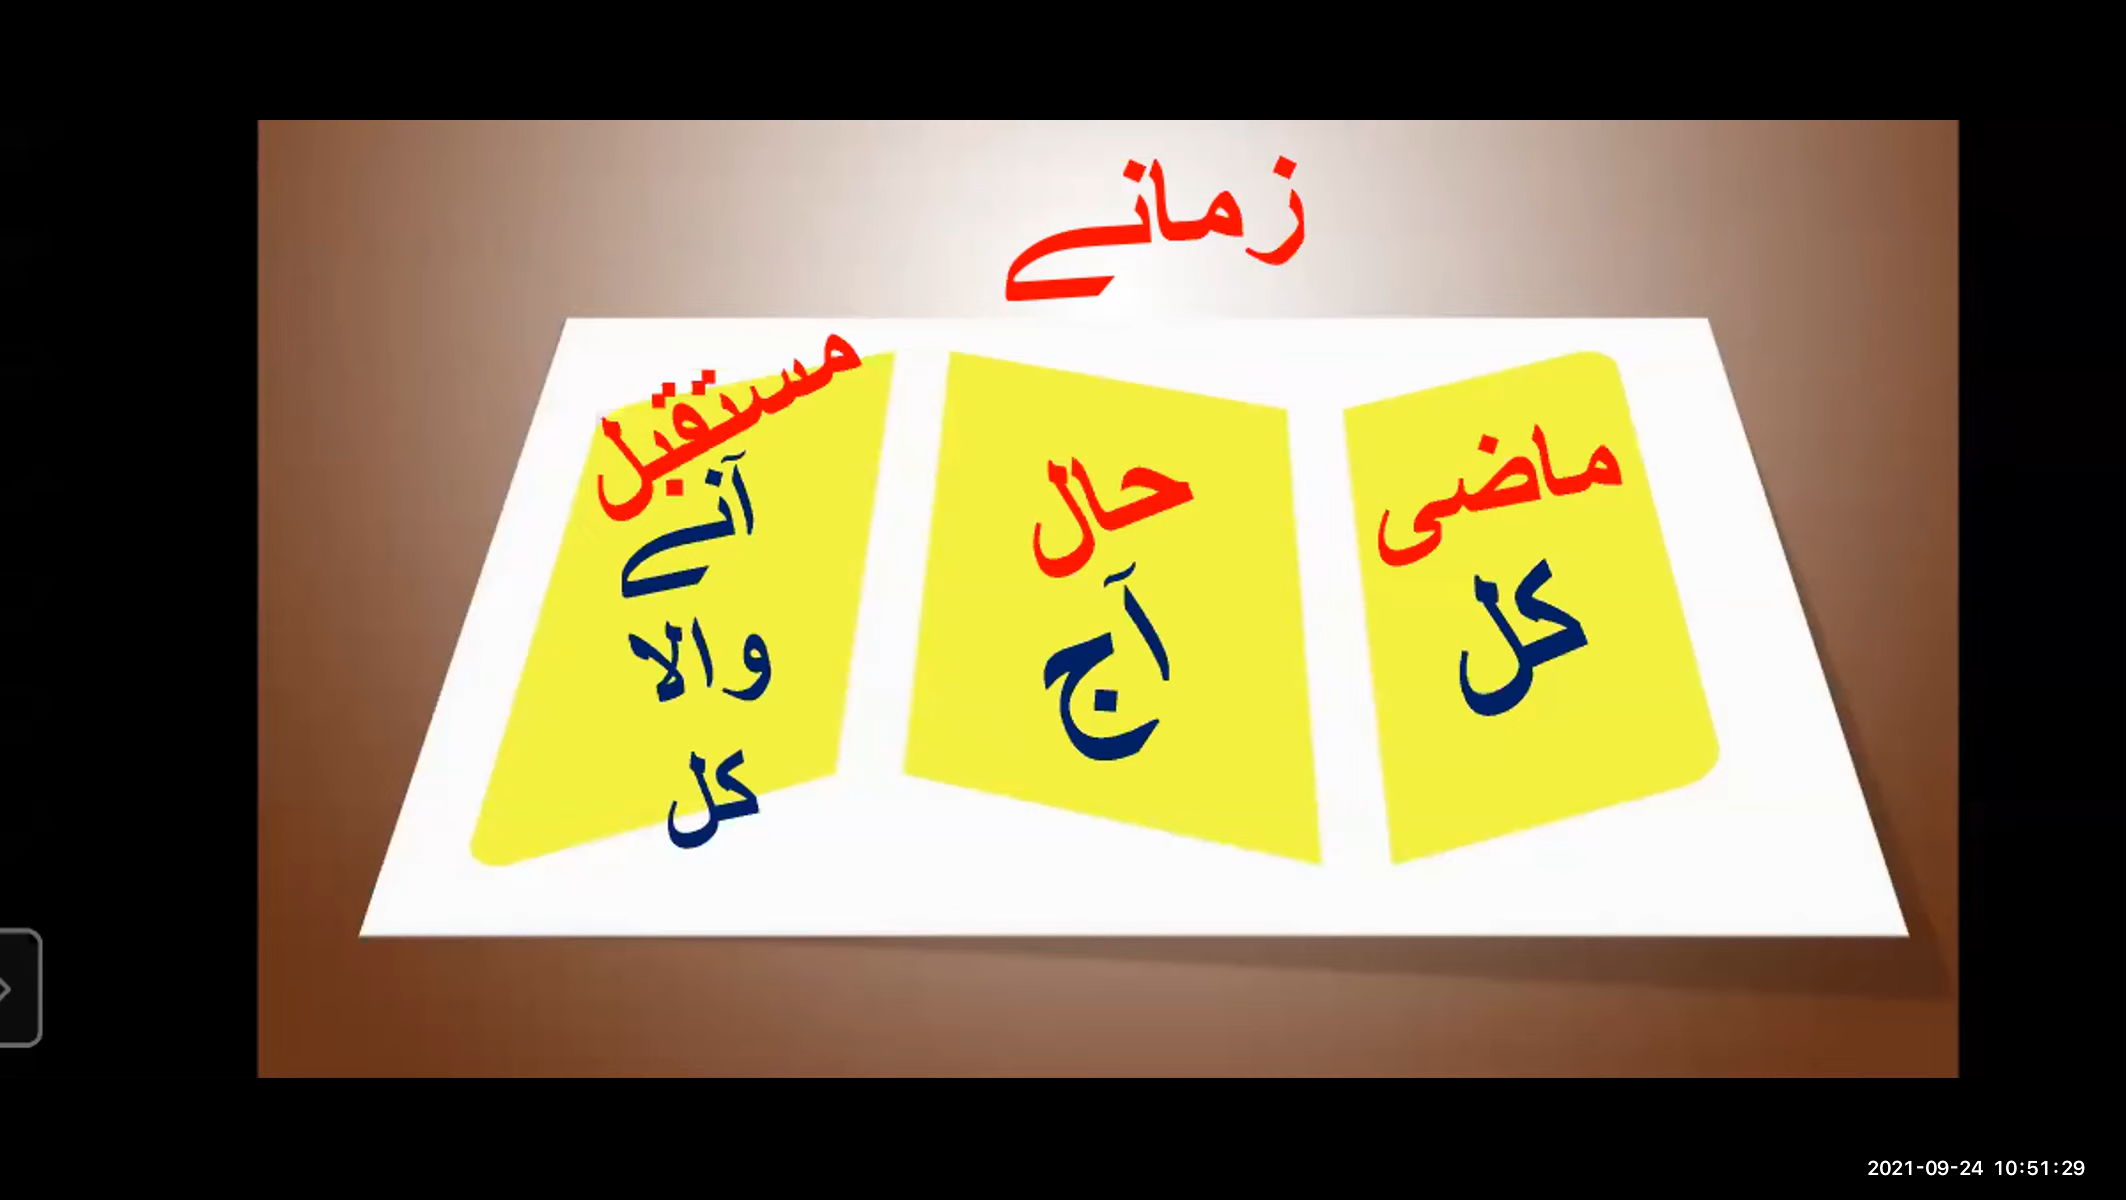 زمانے
ماضی
کل
حال
آج
مستقبل
آنے
والا
کل
2021-09-24 10:51:29